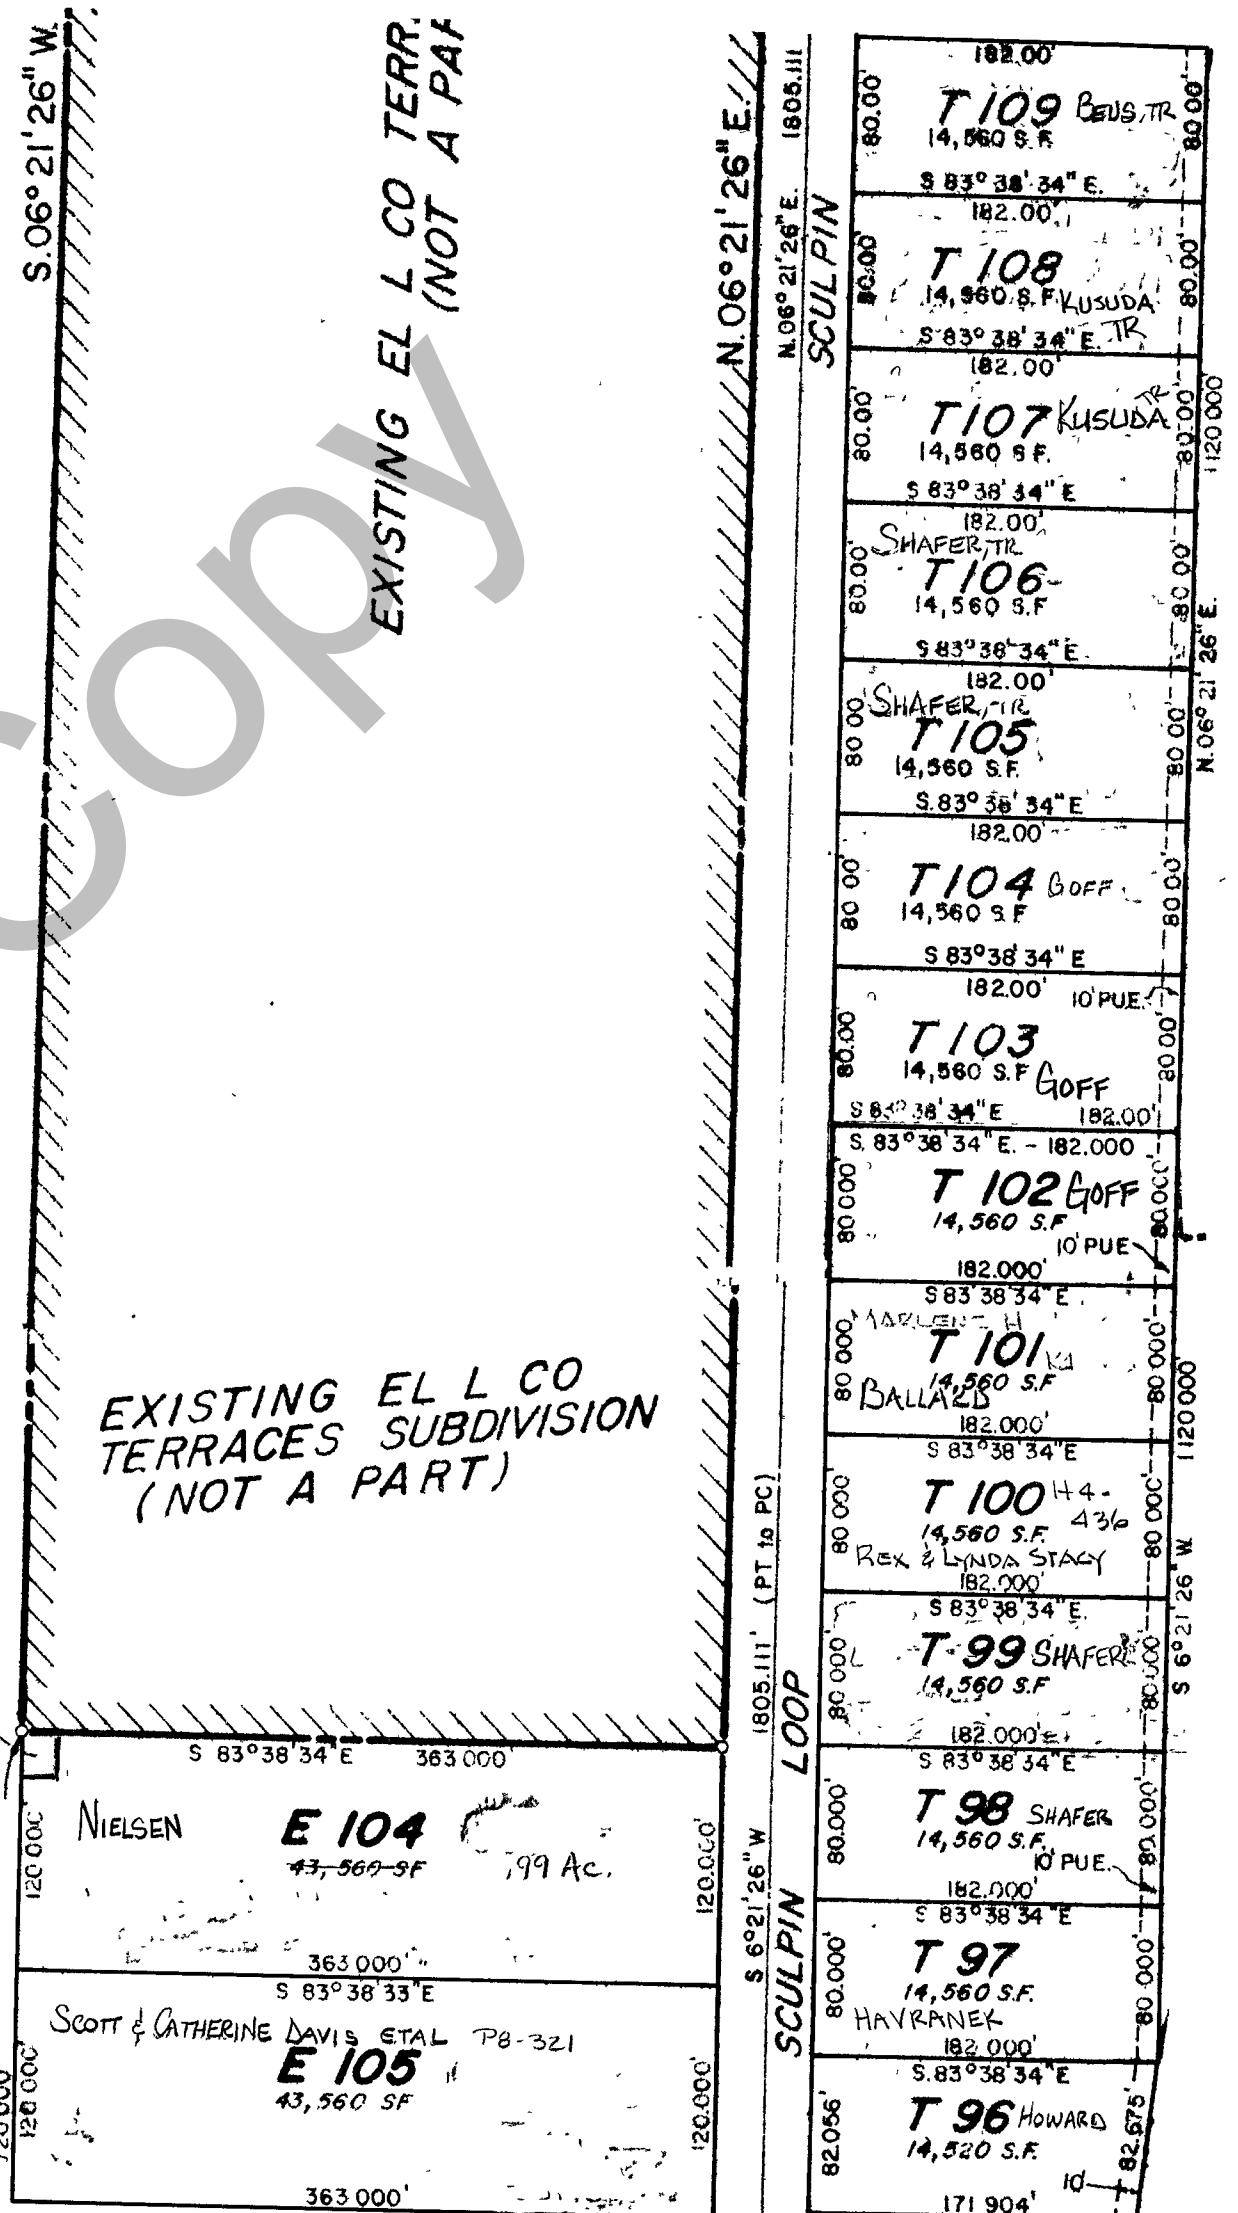 S.06°21'26" W.
EXISTING EL L CO TERR.
(NOT A PAR
N.06°21'26"E.
N.06°21'26"E. 1805.111
SCULPIN
Copy
182.00'
80.00'
T 109 BEUS, TR
14,560 S.F.
80.00'
S 83°38'34" E.
182.00'
80.00'
T 108
14,560 S.F. KUSUDA TR
80.00'
S 83°38'34" E.
182.00'
80.00'
T 107 KUSUDA TR
14,560 S F.
80.00'
S 83°38'34" E
1120 000'
182.00'
SHAFER, TR
80.00'
T 106
14,560 S.F
80 00'
S 83°38'34" E.
N.06°21'26"E.
182.00'
SHAFER, TR
80 00'
T 105
14,560 S.F.
80 00'
S.83°38'34" E
182.00'
80 00'
T 104 GOFF
14,560 S.F
80 00'
S 83°38'34" E
182.00' 10' PUE.
80.00
T 103
14,560 S.F GOFF
80 00'
S 83°38'34"E 182.00'
S. 83°38'34"E. - 182.000
80 000'
T 102 GOFF
14,560 S.F
80.000'
10' PUE
182.000'
S 83°38'34"E.
MARLENE H
80 000'
T 101
14,560 S.F
BALLARD
80 000'
182.000'
S 83°38'34"E
1120 000'
80 000'
T 100 H4-
436
14,560 S.F.
REX & LYNDA STACY
80 000'
182.000'
S 83°38'34"E.
S 6°21'26" W
80 000'
T 99 SHAFER
14,560 S.F
80 000'
182.000'
S 83°38'34"E
80.000'
T 98 SHAFER
14,560 S.F.
10' PUE.
80.000'
182.000'
S 83°38'34"E
80.000'
T 97
14,560 S.F.
HAVRANEK
80 000'
182 000'
S.83°38'34"E
82.056'
T 96 HOWARD
14,520 S.F.
82.675'
10'
171 904'
S 6°21'26" W 1805.111' (PT to PC)
SCULPIN LOOP
EXISTING EL L CO
TERRACES SUBDIVISION
(NOT A PART)
S 83°38'34"E 363 000'
120 000'
NIELSEN
E 104
43,560 SF
.99 AC.
120.000'
363 000'
S 83°38'33"E
SCOTT & CATHERINE DAVIS ETAL P8-321
120 000'
120 000'
E 105
43,560 SF
120.000'
363 000'